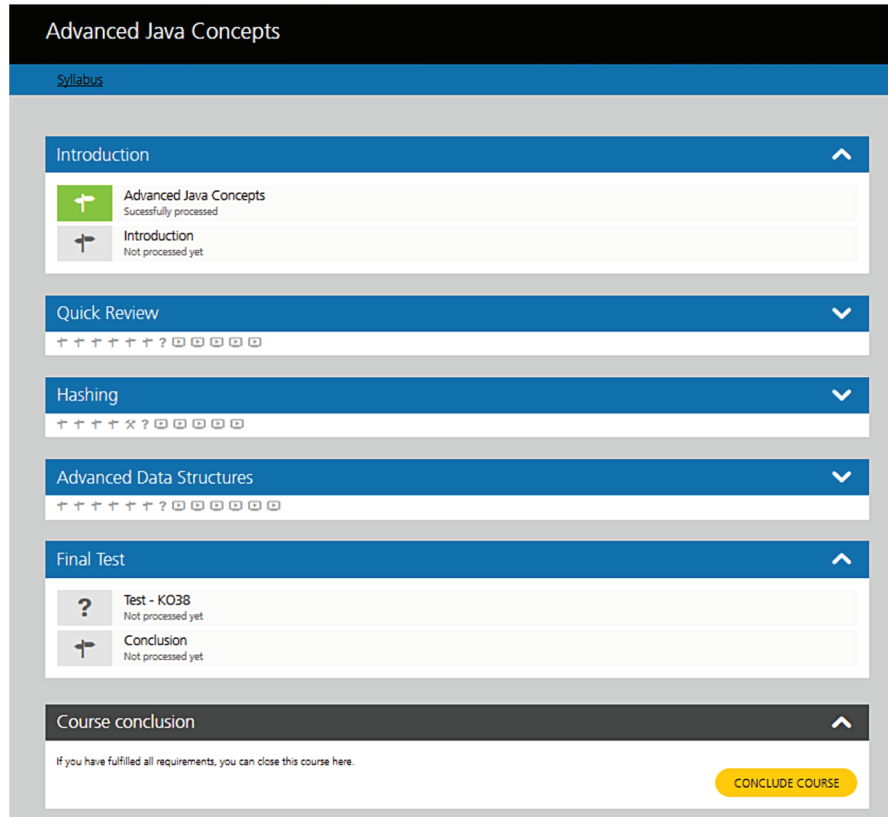 Advanced Java Concepts
Syllabus
Introduction
Advanced Java Concepts
Sucessfully processed
Introduction
Not processed yet
Quick Review
?
Hashing
?
Advanced Data Structures
?
Final Test
?
Test - KO38
Not processed yet
Conclusion
Not processed yet
Course conclusion
If you have fulfilled all requirements, you can close this course here.
CONCLUDE COURSE